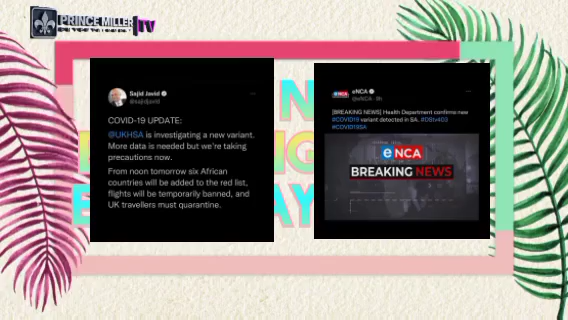 PRINCE MILLER TV
Sajid Javid
@sajidjavid
COVID-19 UPDATE:
@UKHSA is investigating a new variant.
More data is needed but we're taking
precautions now.
From noon tomorrow six African
countries will be added to the red list,
flights will be temporarily banned, and
UK travellers must quarantine.
eNCA
@eNCA · 8h
[BREAKING NEWS] Health Department confirms new
#COVID19 variant detected in SA. #DStv403
#COVID19SA
eNCA
BREAKING NEWS